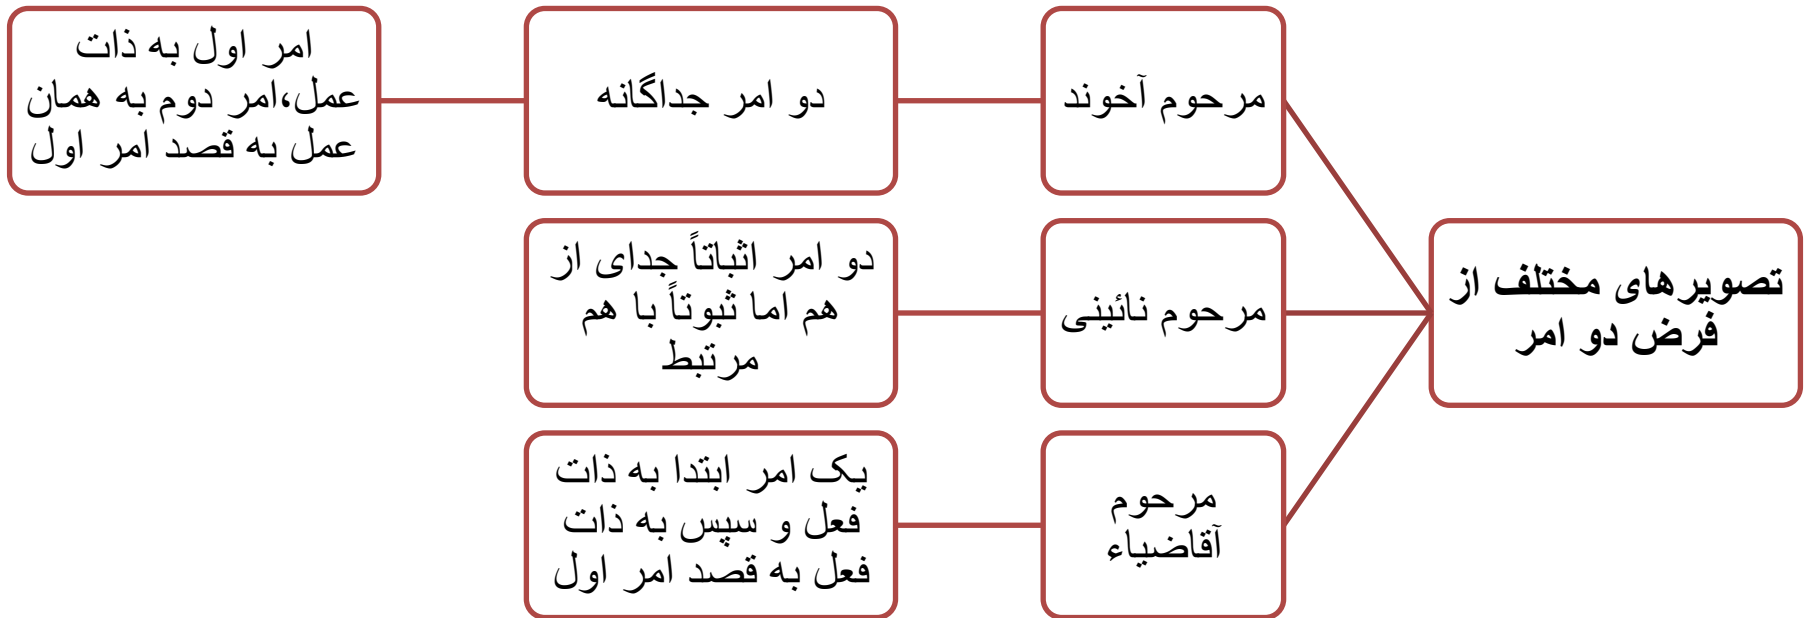 تصویرهای مختلف از
فرض دو امر
مرحوم آخوند
دو امر جداگانه
امر اول به ذات
عمل،امر دوم به همان
عمل به قصد امر اول
مرحوم نائینی
دو امر اثباتاً جدای از
هم اما ثبوتاً با هم
مرتبط
مرحوم
آقاضیاء
یک امر ابتدا به ذات
فعل و سپس به ذات
فعل به قصد امر اول